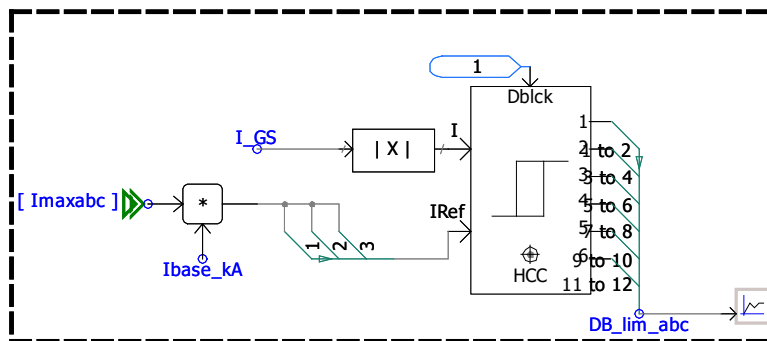 1
Dblck
I_GS
| X |
I
1
2
1 to 2
3
3 to 4
4
5 to 6
5
7 to 8
6
9 to 10
11 to 12
[ Imaxabc ]
*
IRef
1
2
3
HCC
Ibase_kA
DB_lim_abc